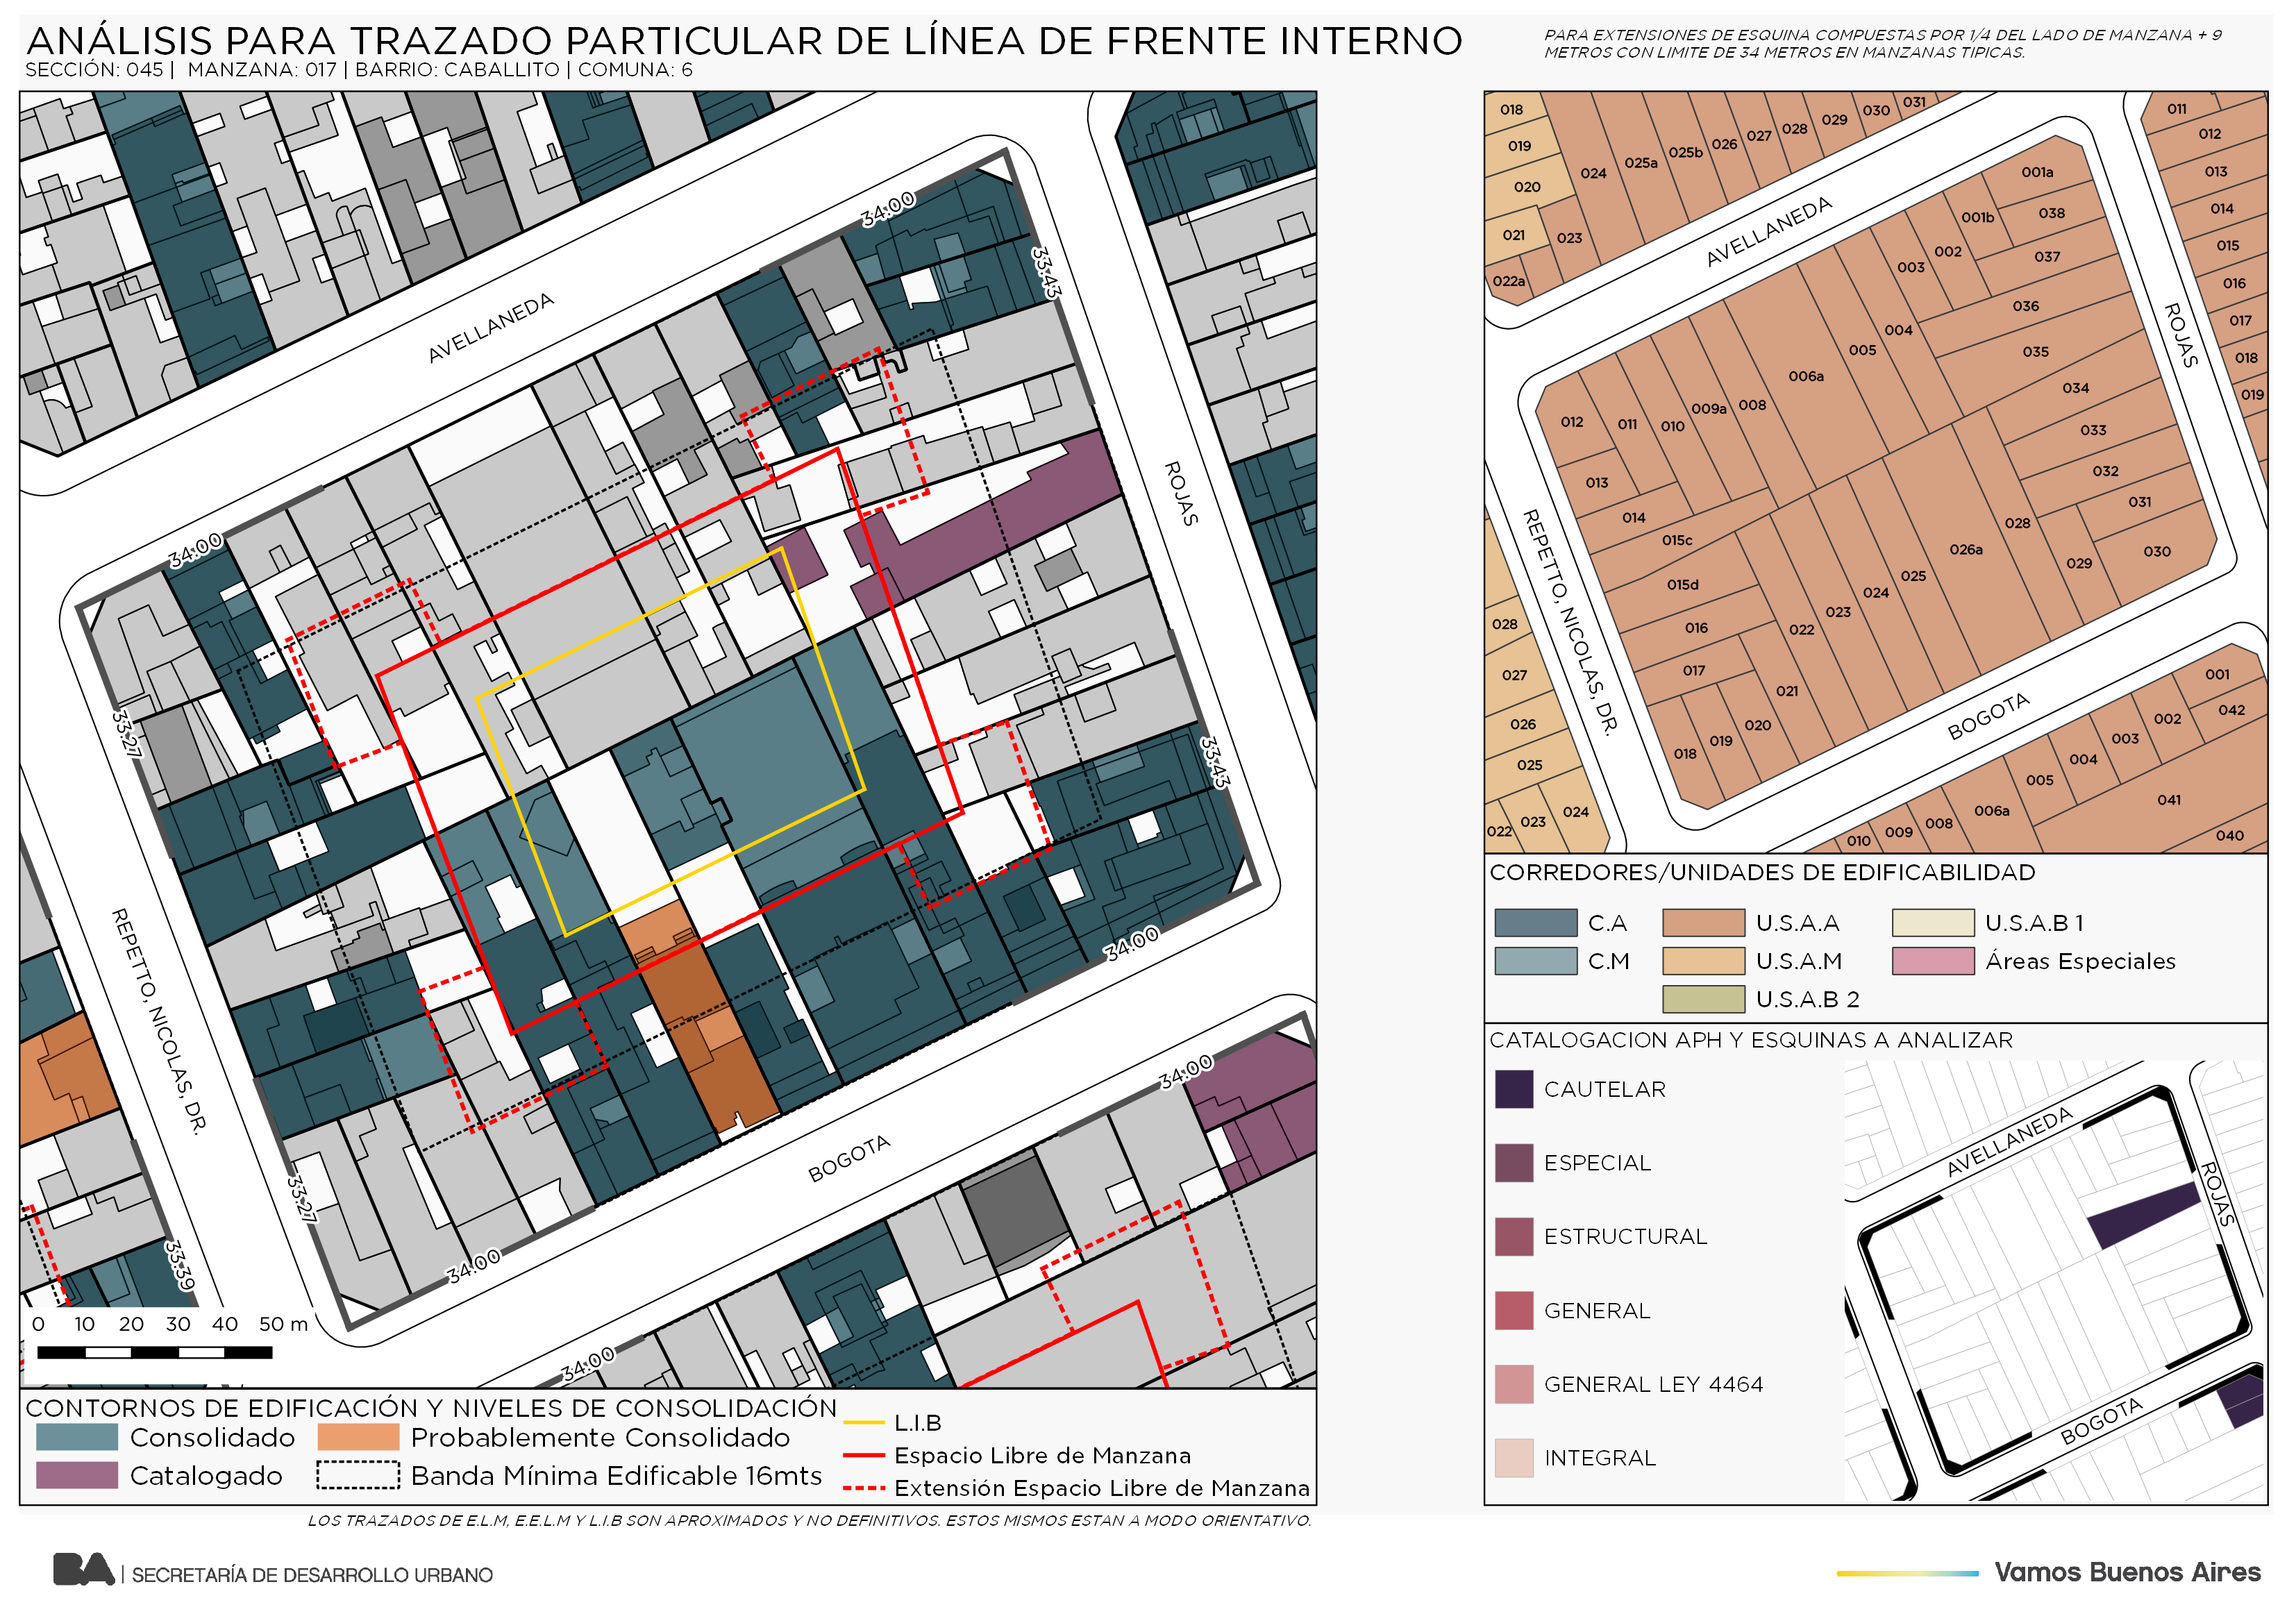 ANÁLISIS PARA TRAZADO PARTICULAR DE LÍNEA DE FRENTE INTERNO
SECCIÓN: 045 | MANZANA: 017 | BARRIO: CABALLITO | COMUNA: 6
PARA EXTENSIONES DE ESQUINA COMPUESTAS POR 1/4 DEL LADO DE MANZANA + 9
METROS CON LIMITE DE 34 METROS EN MANZANAS TIPICAS.
34.00
33.43
AVELLANEDA
ROJAS
34.00
33.27
33.43
REPETTO, NICOLAS, DR.
34.00
34.00
BOGOTA
33.27
34.00
33.39
34.00
0 10 20 30 40 50 m
CONTORNOS DE EDIFICACIÓN Y NIVELES DE CONSOLIDACIÓN
Consolidado
Probablemente Consolidado
Catalogado
Banda Mínima Edificable 16mts
L.I.B
Espacio Libre de Manzana
Extensión Espacio Libre de Manzana
LOS TRAZADOS DE E.L.M, E.E.L.M Y L.I.B SON APROXIMADOS Y NO DEFINITIVOS. ESTOS MISMOS ESTAN A MODO ORIENTATIVO.
018
019
020
021
022a
023
024
025a
025b
026
027
028
029
030
031
011
012
013
014
015
016
017
018
019
AVELLANEDA
ROJAS
001a
038
001b
037
002
036
003
035
004
034
005
006a
033
008
009a
010
011
012
032
031
013
014
028
030
015c
026a
029
015d
025
024
016
023
022
017
021
020
019
018
REPETTO, NICOLAS, DR.
BOGOTA
028
027
026
025
024
023
022
001
042
002
003
004
005
041
006a
008
009
010
040
CORREDORES/UNIDADES DE EDIFICABILIDAD
C.A
U.S.A.A
U.S.A.B 1
C.M
U.S.A.M
Áreas Especiales
U.S.A.B 2
CATALOGACION APH Y ESQUINAS A ANALIZAR
CAUTELAR
ESPECIAL
ESTRUCTURAL
GENERAL
GENERAL LEY 4464
INTEGRAL
AVELLANEDA
ROJAS
BOGOTA
BA | SECRETARÍA DE DESARROLLO URBANO
Vamos Buenos Aires